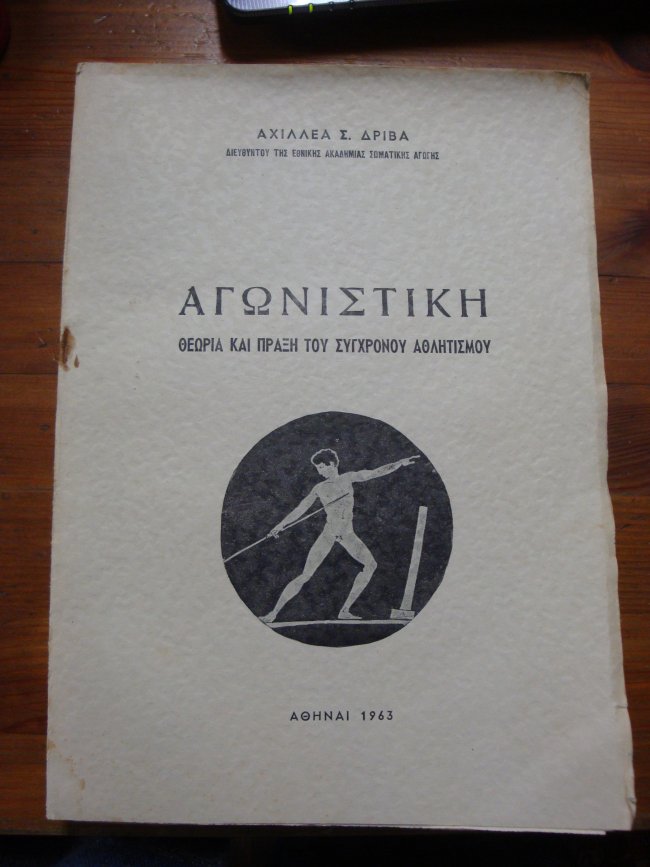 ΑΧΙΛΛΕΑ Σ. ΔΡΙΒΑ
ΔΙΕΥΘΥΝΤΟΥ ΤΗΣ ΕΘΝΙΚΗΣ ΑΚΑΔΗΜΙΑΣ ΣΩΜΑΤΙΚΗΣ ΑΓΩΓΗΣ
ΑΓΩΝΙΣΤΙΚΗ
ΘΕΩΡΙΑ ΚΑΙ ΠΡΑΞΗ ΤΟΥ ΣΥΓΧΡΟΝΟΥ ΑΘΛΗΤΙΣΜΟΥ
ΑΘΗΝΑΙ 1963